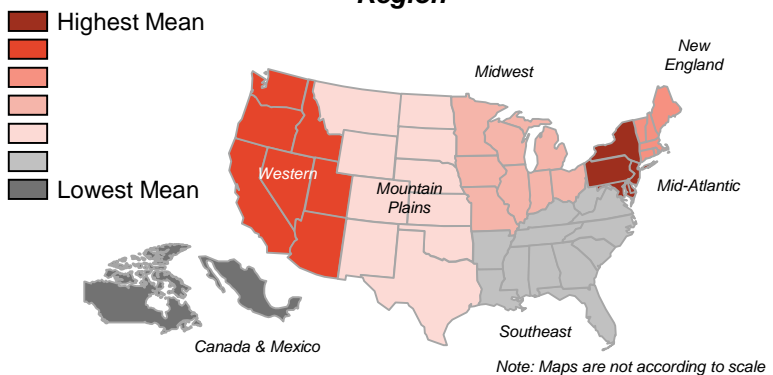 Region
Highest Mean
New
England
Midwest
Western
Mountain
Plains
Mid-Atlantic
Lowest Mean
Southeast
Canada & Mexico
Note: Maps are not according to scale